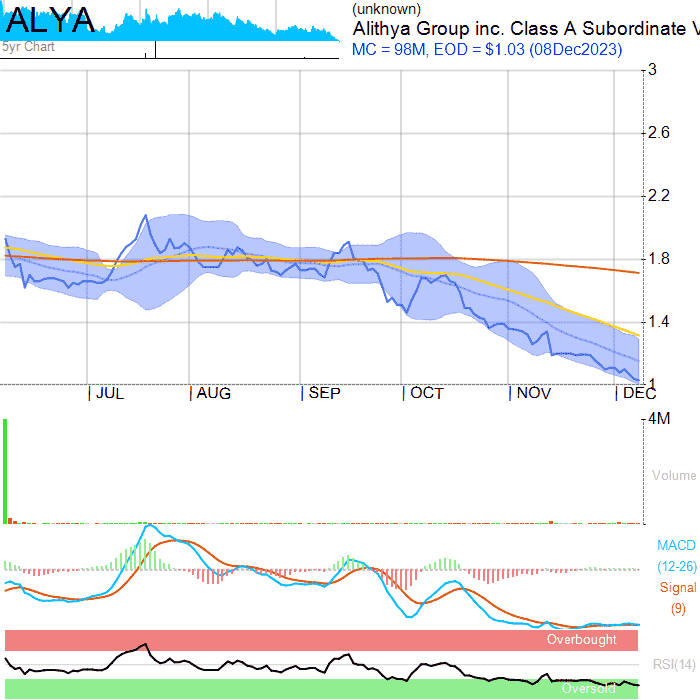 ALYA
5yr Chart
(unknown)
Alithya Group inc. Class A Subordinate V
MC = 98M, EOD = $1.03 (08Dec2023)
3
2.6
2.2
1.8
1.4
1
JUL AUG SEP OCT NOV DEC
4M
Volume
MACD
(12-26)
Signal
(9)
Overbought
RSI(14)
Oversold